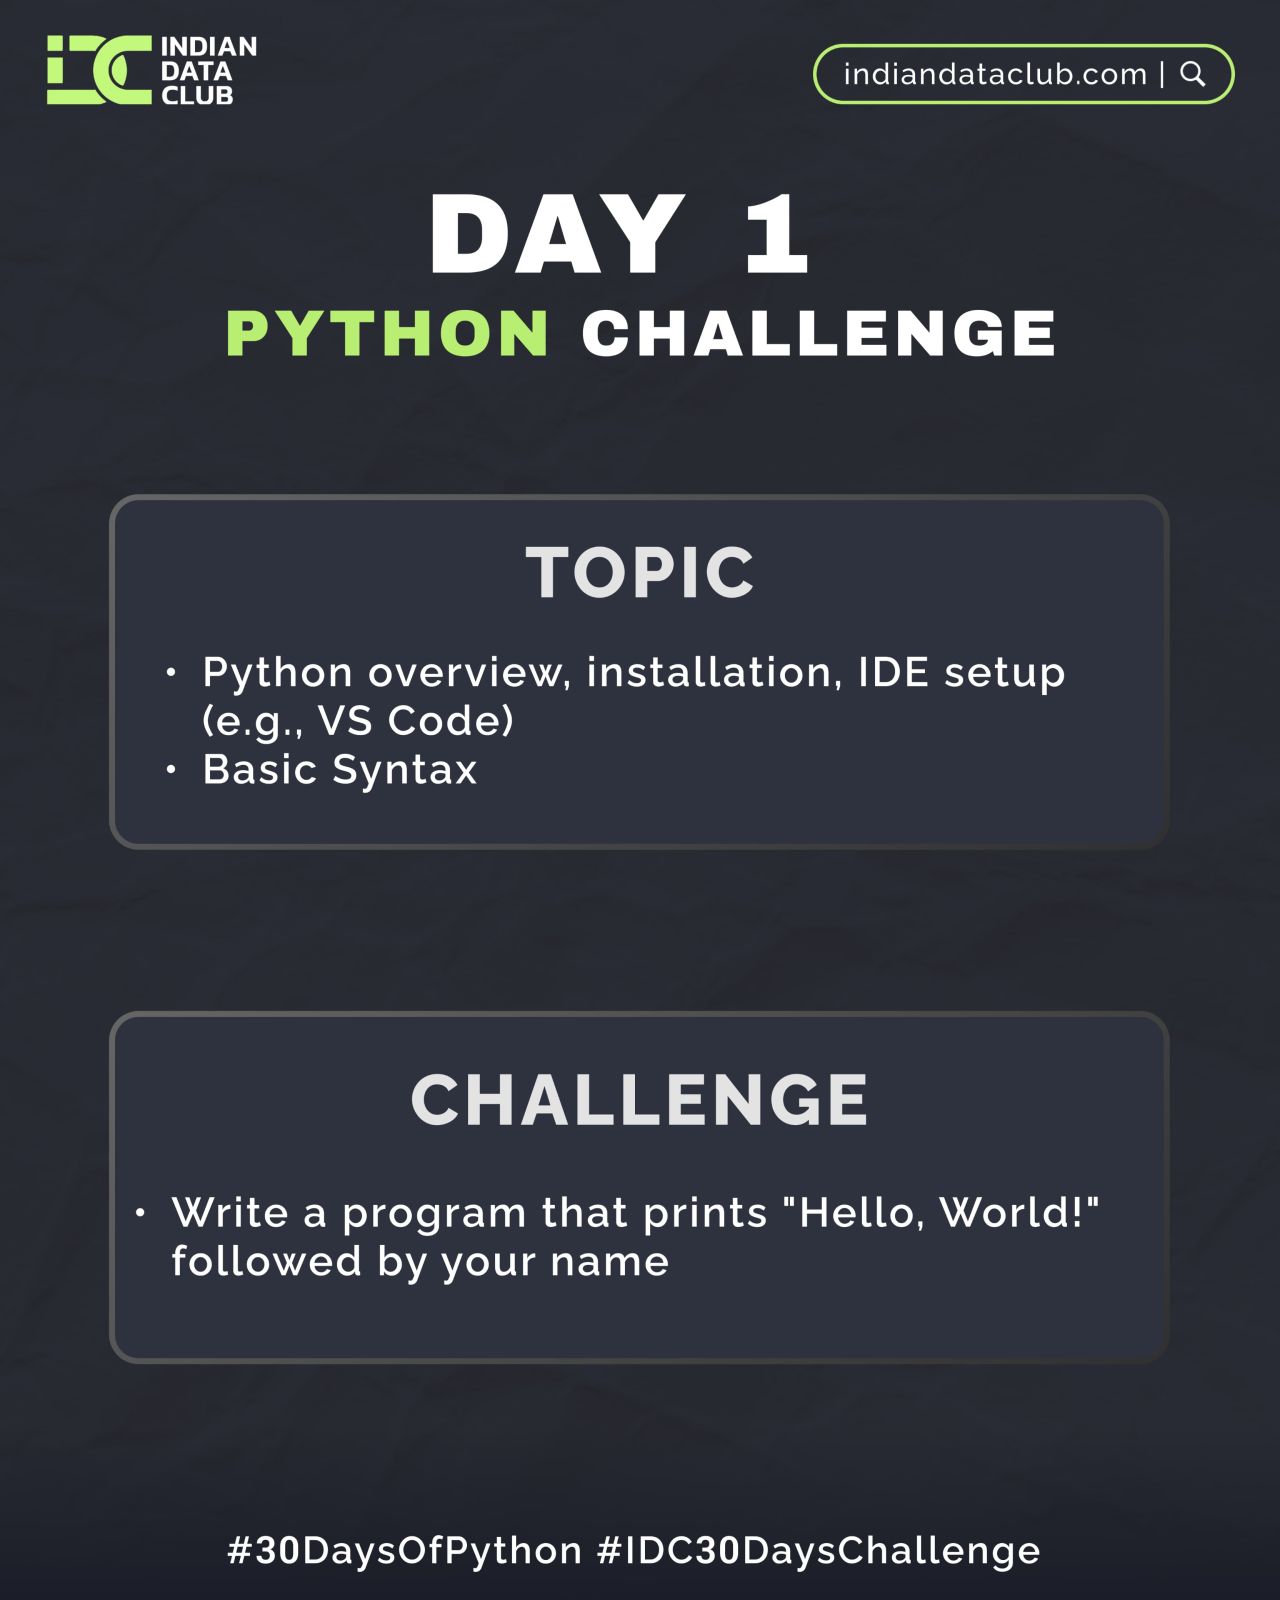 INDIAN
DATA
CLUB
indiandataclub.com |
DAY 1
PYTHON CHALLENGE
TOPIC
• Python overview, installation, IDE setup
(e.g., VS Code)
• Basic Syntax
CHALLENGE
• Write a program that prints "Hello, World!"
followed by your name
#30DaysOfPython #IDC30DaysChallenge